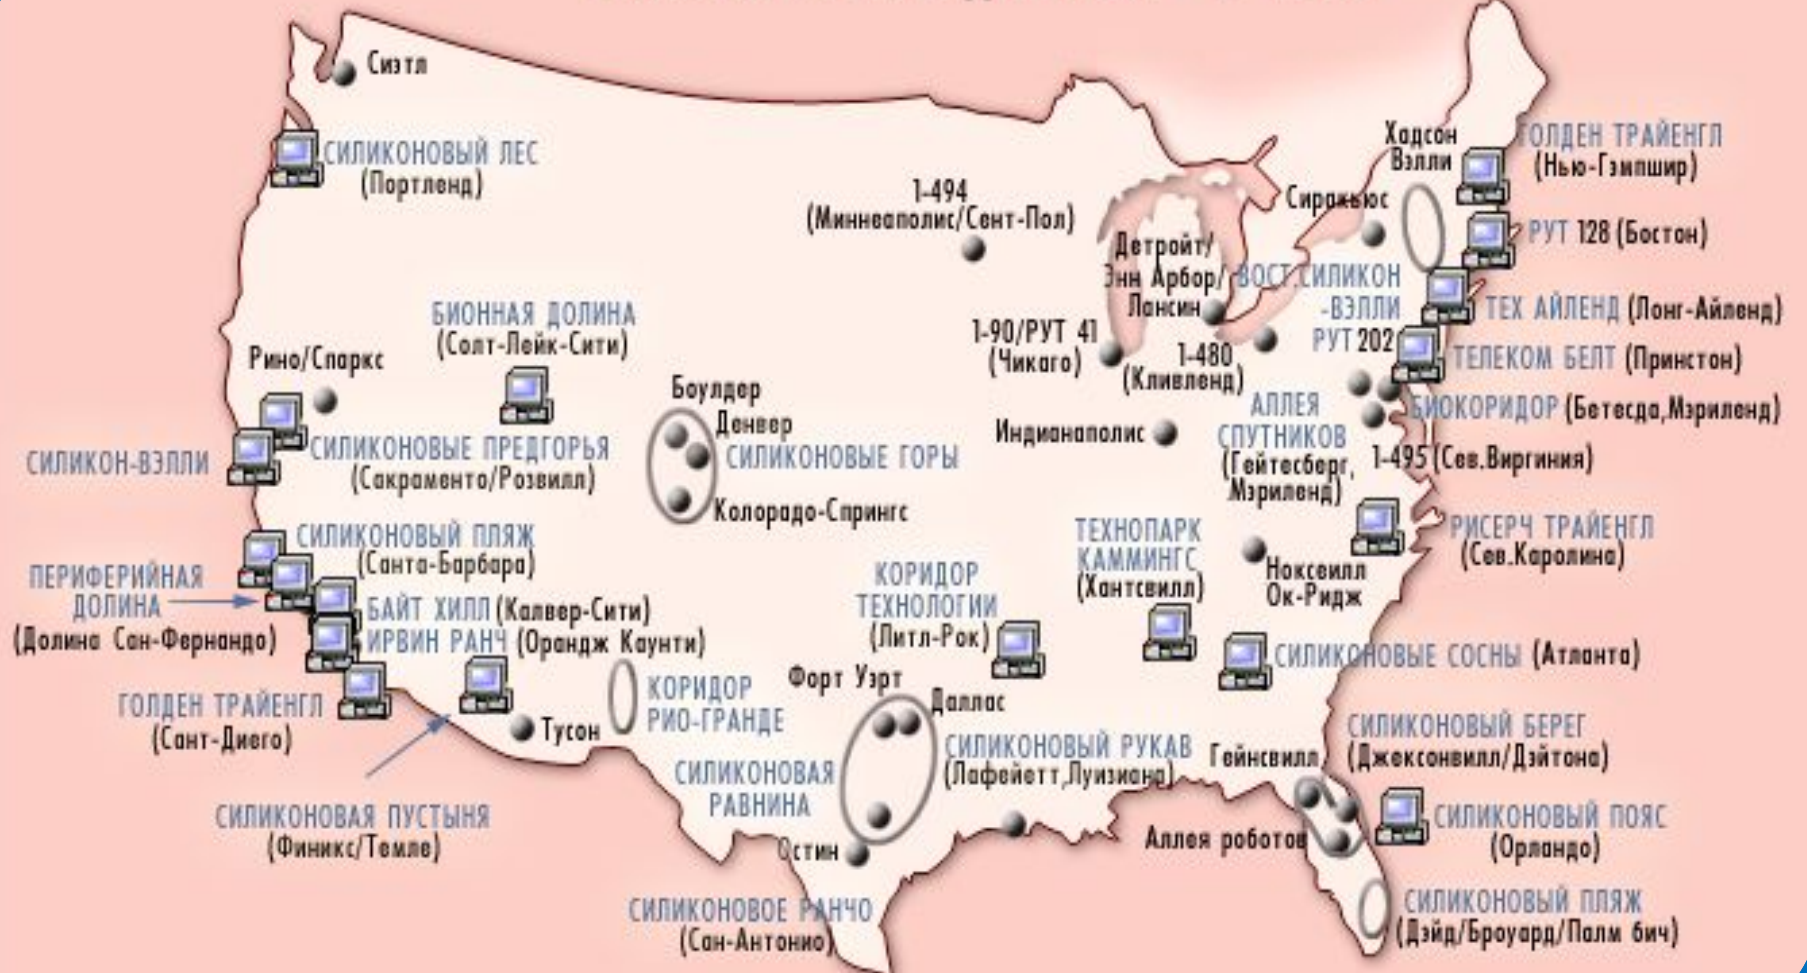 Сиэтл
СИЛИКОНОВЫЙ ЛЕС
(Портленд)
1-494
(Миннеаполис/Сент-Пол)
Хадсон
Вэлли
ГОЛДЕН ТРАЙЕНГЛ
(Нью-Гэмпшир)
Сиракьюс
РУТ 128 (Бостон)
Детройт/
Энн Арбор/
Лансин
ВОСТ.СИЛИКОН
-ВЭЛЛИ
РУТ 202
ТЕХ АЙЛЕНД (Лонг-Айленд)
БИОННАЯ ДОЛИНА
(Солт-Лейк-Сити)
1-90/РУТ 41
(Чикаго)
1-480
(Кливленд)
ТЕЛЕКОМ БЕЛТ (Принстон)
Рино/Спаркс
Боулдер
Денвер
СИЛИКОНОВЫЕ ГОРЫ
Колорадо-Спрингс
Индианаполис
АЛЛЕЯ
СПУТНИКОВ
(Гейтесберг,
Мэриленд)
БИОКОРИДОР (Бетесда,Мэриленд)
1-495 (Сев.Виргиния)
СИЛИКОН-ВЭЛЛИ
СИЛИКОНОВЫЕ ПРЕДГОРЬЯ
(Сакраменто/Розвилл)
СИЛИКОНОВЫЙ ПЛЯЖ
(Санта-Барбара)
ПЕРИФЕРИЙНАЯ
ДОЛИНА
(Долина Сан-Фернандо)
БАЙТ ХИЛЛ (Калвер-Сити)
ИРВИН РАНЧ (Орандж Каунти)
КОРИДОР
ТЕХНОЛОГИИ
(Литл-Рок)
ТЕХНОПАРК
КАММИНГС
(Хантсвилл)
Ноксвилл
Ок-Ридж
РИСЕРЧ ТРАЙЕНГЛ
(Сев.Каролина)
СИЛИКОНОВЫЕ СОСНЫ (Атланта)
ГОЛДЕН ТРАЙЕНГЛ
(Сант-Диего)
Тусон
КОРИДОР
РИО-ГРАНДЕ
Форт Уэрт
Даллас
СИЛИКОНОВАЯ
РАВНИНА
СИЛИКОНОВЫЙ РУКАВ
(Лафейетт,Луизиана)
Гейнсвилл
СИЛИКОНОВЫЙ БЕРЕГ
(Джексонвилл/Дэйтона)
СИЛИКОНОВАЯ ПУСТЫНЯ
(Финикс/Темле)
Остин
Аллея роботов
СИЛИКОНОВЫЙ ПОЯС
(Орландо)
СИЛИКОНОВОЕ РАНЧО
(Сан-Антонио)
СИЛИКОНОВЫЙ ПЛЯЖ
(Дэйд/Броуард/Палм бич)